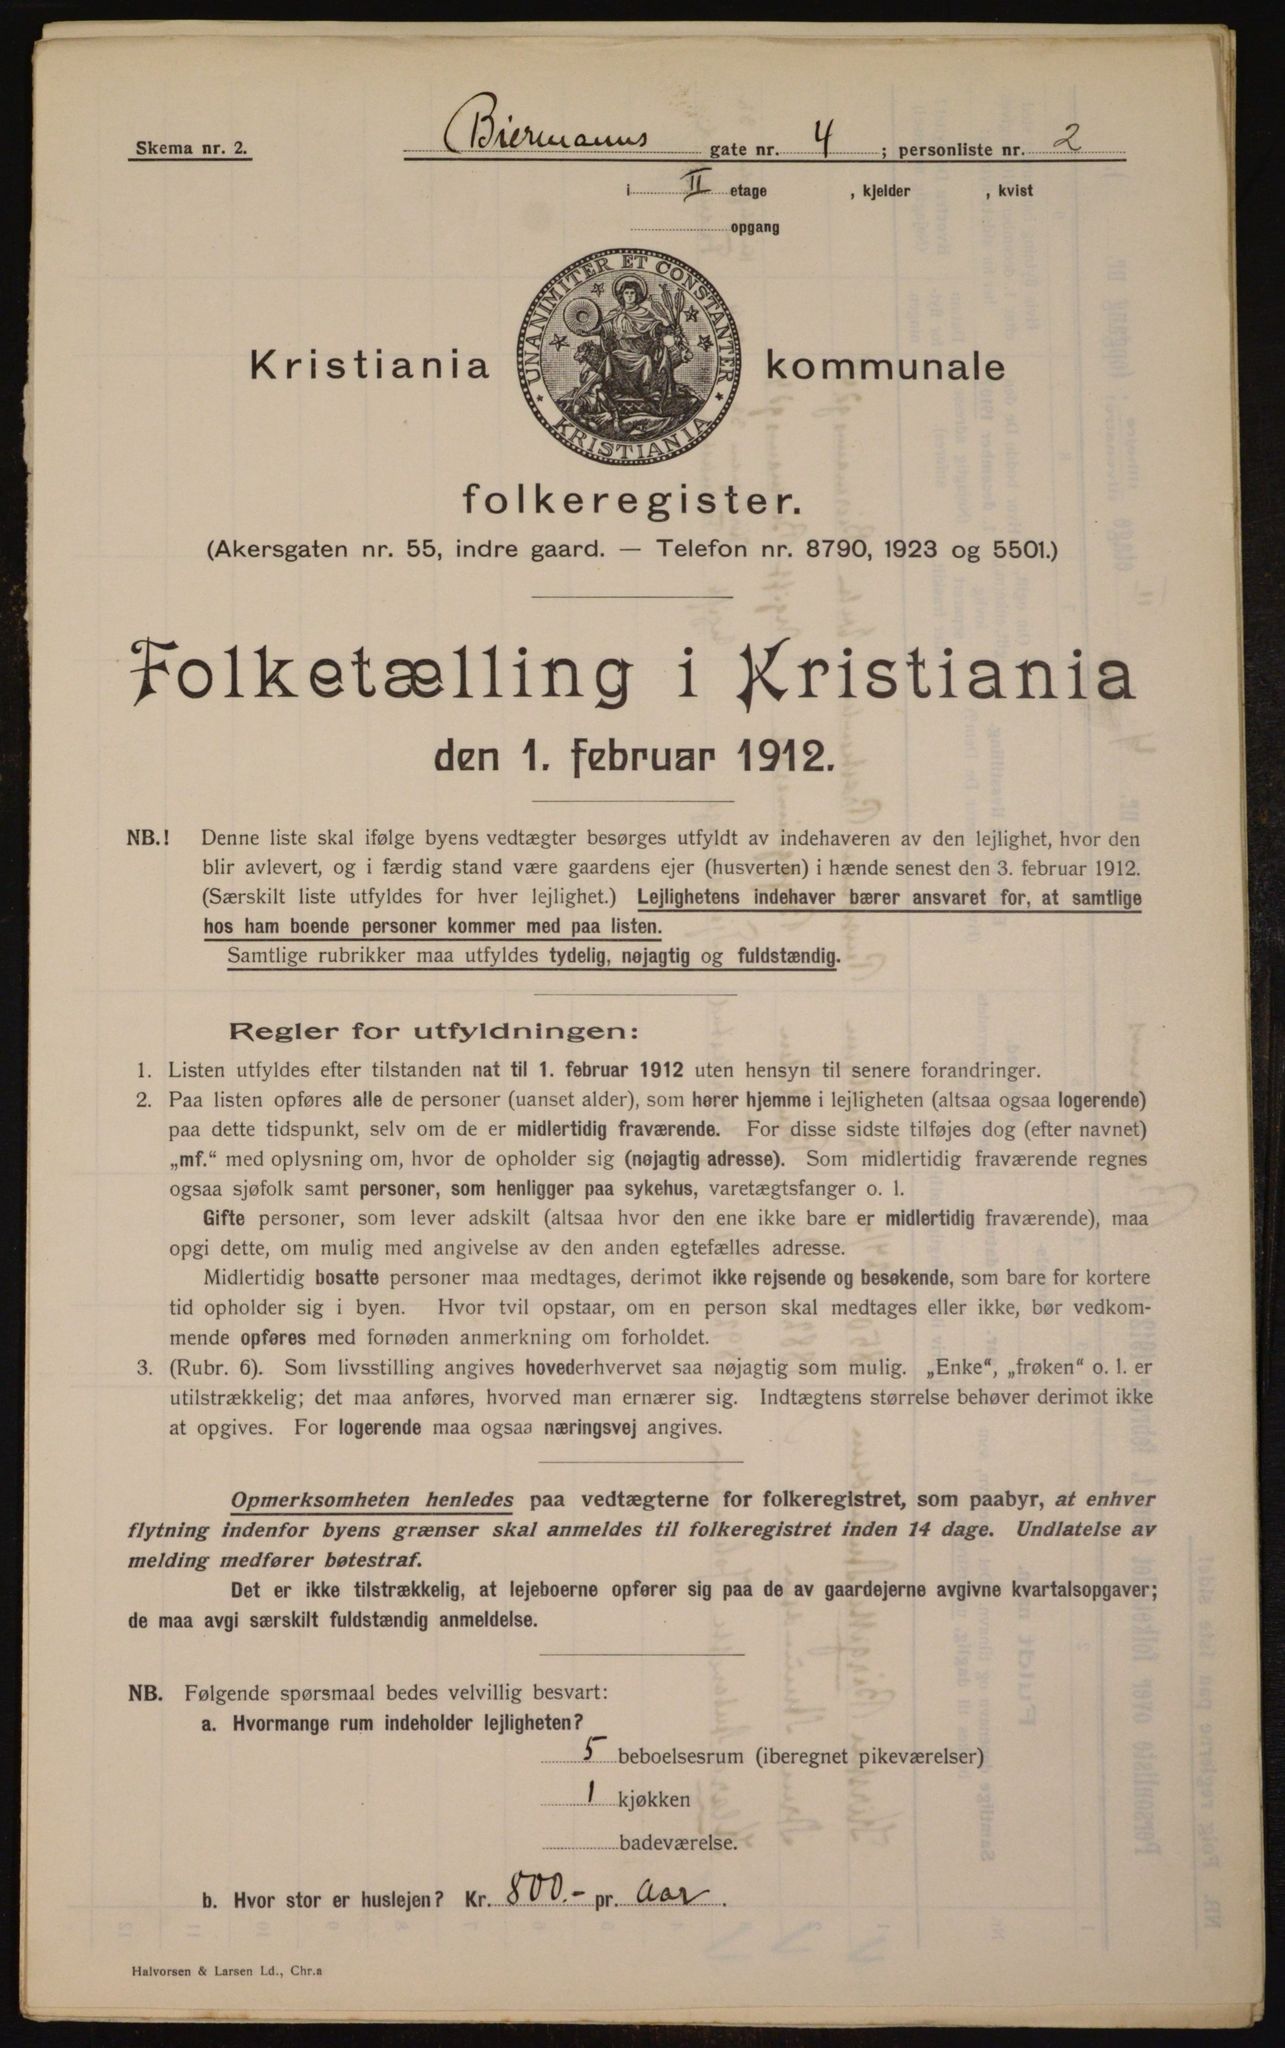 Skema nr. 2.
Biermanns gate nr. 4 ; personliste nr. 2
i II etage , kjelder , kvist
opgang
UNANIMITER ET CONSTANTER
KRISTIANIA
Kristiania kommunale
folkeregister.
(Akersgaten nr. 55, indre gaard. — Telefon nr. 8790, 1923 og 5501.)
Folketælling i Kristiania
den 1. februar 1912.
NB.! Denne liste skal ifølge byens vedtægter besørges utfyldt av indehaveren av den lejlighet, hvor den
blir avlevert, og i færdig stand være gaardens ejer (husverten) i hænde senest den 3. februar 1912.
(Særskilt liste utfyldes for hver lejlighet.) Lejlighetens indehaver bærer ansvaret for, at samtlige
hos ham boende personer kommer med paa listen.
Samtlige rubrikker maa utfyldes tydelig, nøjagtig og fuldstændig.
Regler for utfyldningen:
1. Listen utfyldes efter tilstanden nat til 1. februar 1912 uten hensyn til senere forandringer.
2. Paa listen opføres alle de personer (uanset alder), som hører hjemme i lejligheten (altsaa ogsaa logerende)
paa dette tidspunkt, selv om de er midlertidig fraværende. For disse sidste tilføjes dog (efter navnet)
„mf.“ med oplysning om, hvor de opholder sig (nøjagtig adresse). Som midlertidig fraværende regnes
ogsaa sjøfolk samt personer, som henligger paa sykehus, varetægtsfanger o. l.
Gifte personer, som lever adskilt (altsaa hvor den ene ikke bare er midlertidig fraværende), maa
opgi dette, om mulig med angivelse av den anden egtefælles adresse.
Midlertidig bosatte personer maa medtages, derimot ikke rejsende og besøkende, som bare for kortere
tid opholder sig i byen. Hvor tvil opstaar, om en person skal medtages eller ikke, bør vedkom-
mende opføres med fornøden anmerkning om forholdet.
3. (Rubr. 6). Som livsstilling angives hovederhvervet saa nøjagtig som mulig. „Enke“, „frøken“ o. l. er
utilstrækkelig; det maa anføres, hvorved man ernærer sig. Indtægtens størrelse behøver derimot ikke
at opgives. For logerende maa ogsaa næringsvej angives.
Opmerksomheten henledes paa vedtægterne for folkeregistret, som paabyr, at enhver
flytning indenfor byens grænser skal anmeldes til folkeregistret inden 14 dage. Undlatelse av
melding medfører bøtestraf.
Det er ikke tilstrækkelig, at lejeboerne opfører sig paa de av gaardejerne avgivne kvartalsopgaver;
de maa avgi særskilt fuldstændig anmeldelse.
NB. Følgende spørsmaal bedes velvillig besvart:
a. Hvormange rum indeholder lejligheten?
5 beboelsesrum (iberegnet pikeværelser)
1 kjøkken
badeværelse.
b. Hvor stor er huslejen? Kr. 800.- pr. Aar.
Halvorsen & Larsen Ld., Chr.a